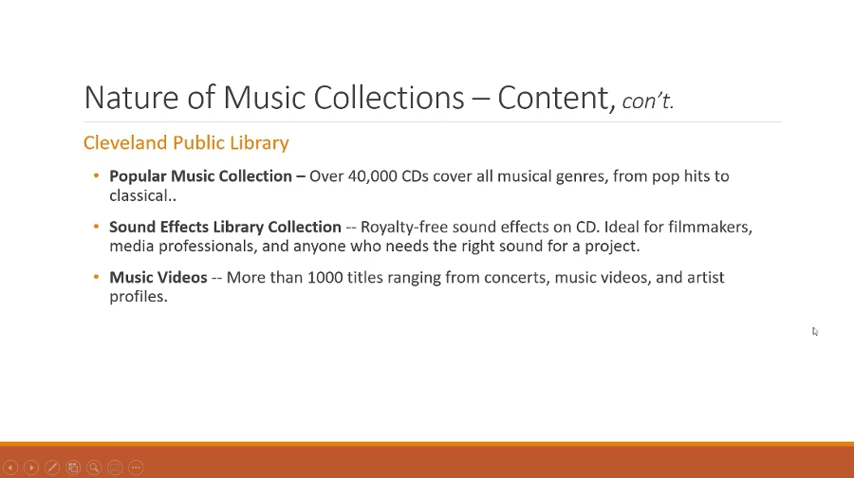 Nature of Music Collections – Content, con't.
Cleveland Public Library
• Popular Music Collection – Over 40,000 CDs cover all musical genres, from pop hits to
classical..
• Sound Effects Library Collection -- Royalty-free sound effects on CD. Ideal for filmmakers,
media professionals, and anyone who needs the right sound for a project.
• Music Videos -- More than 1000 titles ranging from concerts, music videos, and artist
profiles.